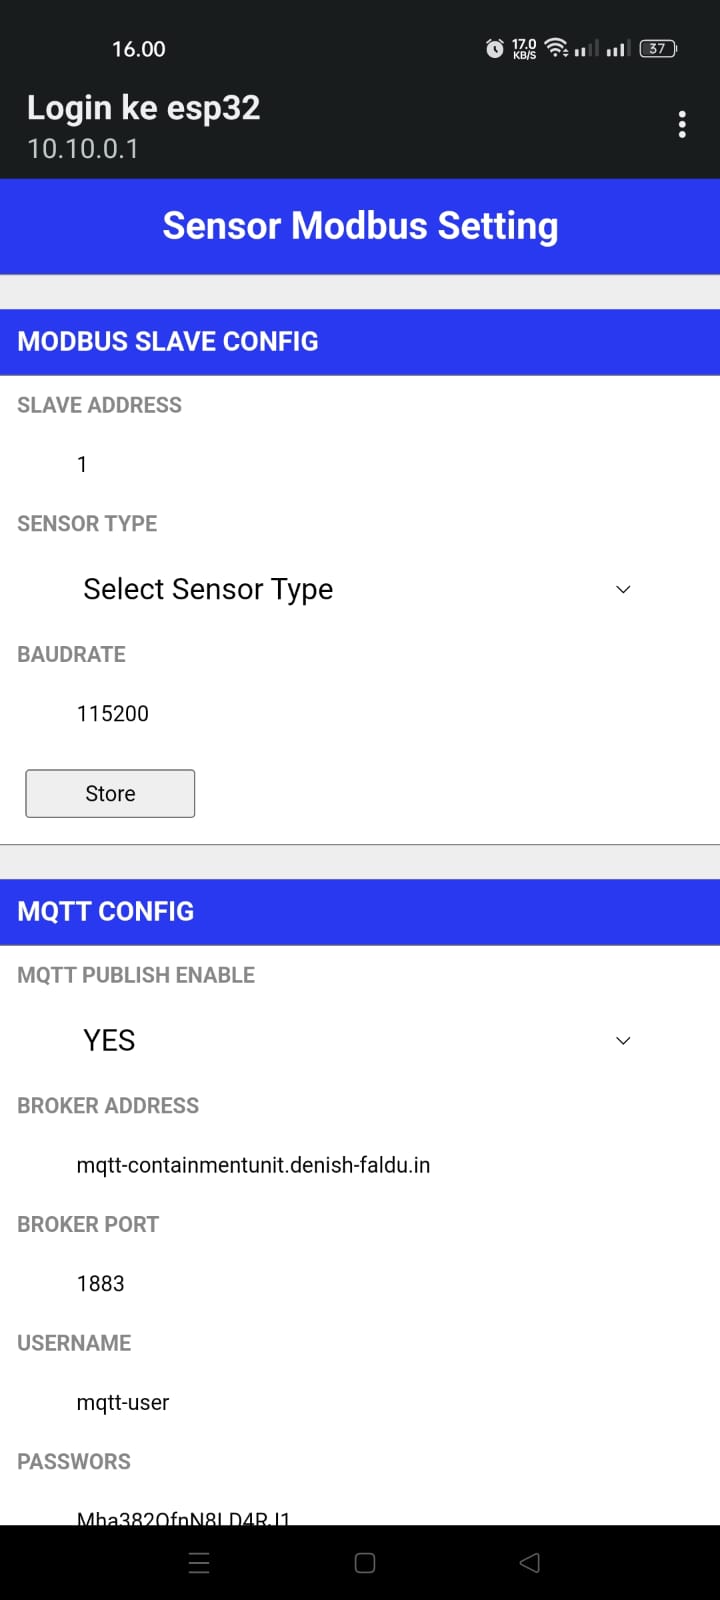 16.00
17.0
KB/S
37
Login ke esp32
10.10.0.1
Sensor Modbus Setting
MODBUS SLAVE CONFIG
SLAVE ADDRESS
1
SENSOR TYPE
Select Sensor Type
BAUDRATE
115200
Store
MQTT CONFIG
MQTT PUBLISH ENABLE
YES
BROKER ADDRESS
mqtt-containmentunit.denish-faldu.in
BROKER PORT
1883
USERNAME
mqtt-user
PASSWORS